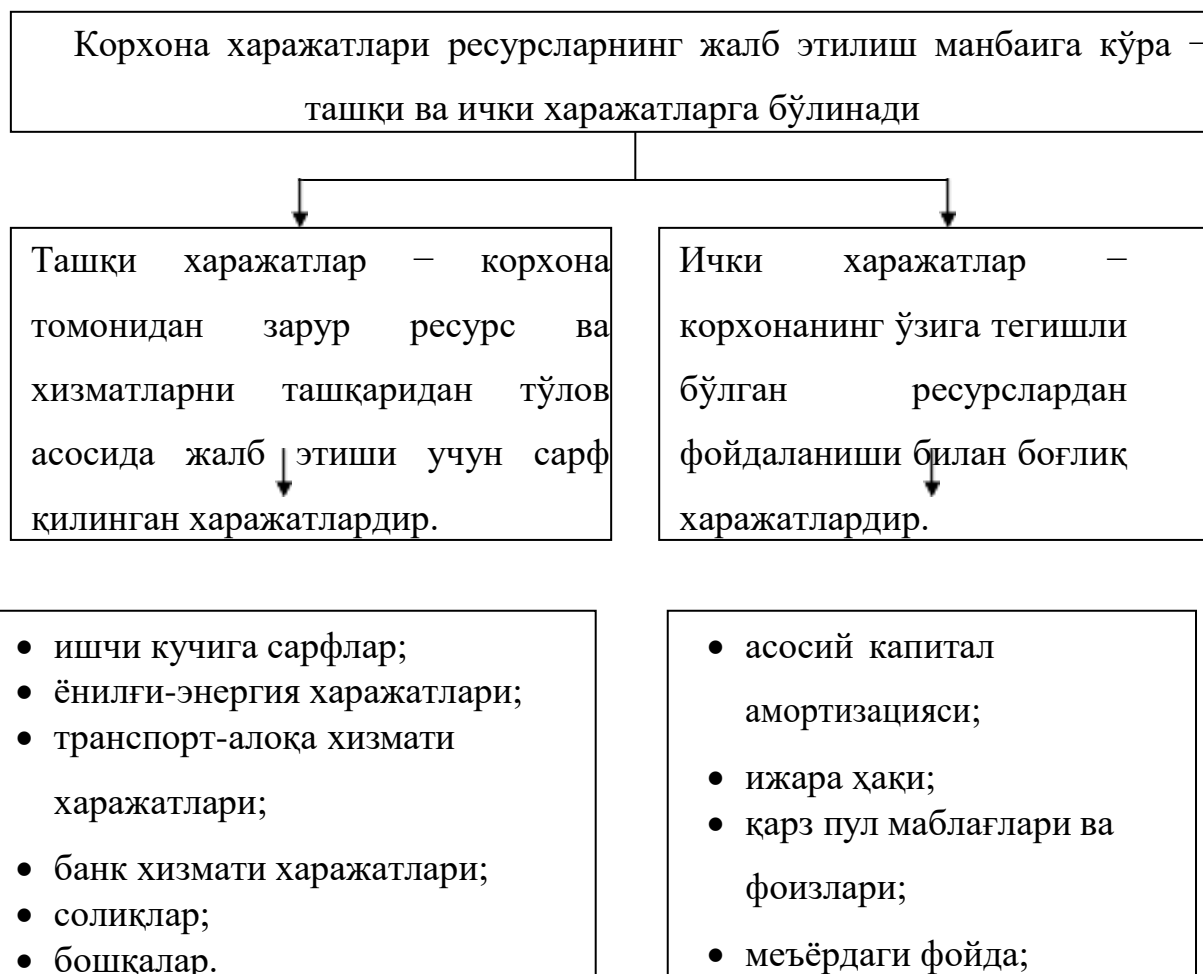 Корхона харажатлари ресурсларнинг жалб этилиш манбаига кўра −
ташқи ва ички харажатларга бўлинади
Ташқи харажатлар − корхона
томонидан зарур ресурс ва
хизматларни ташқаридан тўлов
асосида жалб этиши учун сарф
қилинган харажатлардир.
Ички харажатлар −
корхонанинг ўзига тегишли
бўлган ресурслардан
фойдаланиши билан боғлиқ
харажатлардир.
• ишчи кучига сарфлар;
• ёнилғи-энергия харажатлари;
• транспорт-алоқа хизмати
харажатлари;
• банк хизмати харажатлари;
• солиқлар;
• бошқалар.
• асосий капитал
амортизацияси;
• ижара ҳақи;
• қарз пул маблағлари ва
фоизлари;
• меъёрдаги фойда;